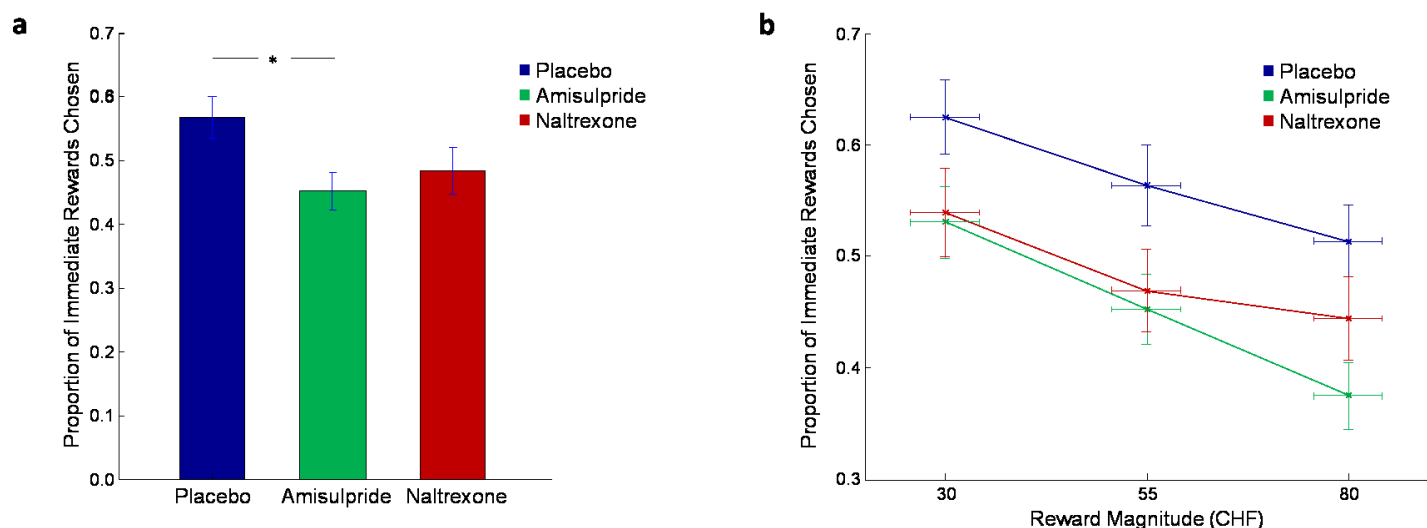 a
0.7
0.6
0.5
0.4
0.3
0.2
0.1
0.0
Proportion of Immediate Rewards Chosen
*
Placebo
Amisulpride
Naltrexone
Placebo Amisulpride Naltrexone
b
0.7
0.6
0.5
0.4
0.3
Proportion of Immediate Rewards Chosen
Placebo
Amisulpride
Naltrexone
30 55 80
Reward Magnitude (CHF)